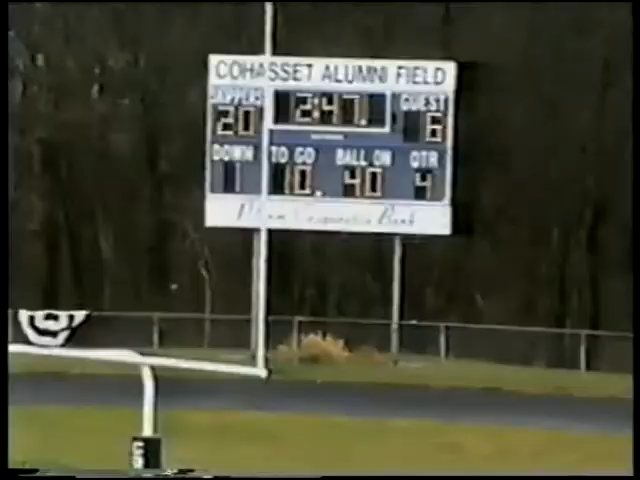 COHASSET ALUMNI FIELD
SKIPPERS 2:47 GUEST
20 6
DOWN TO GO BALL ON QTR
1 10 40 4
Bank